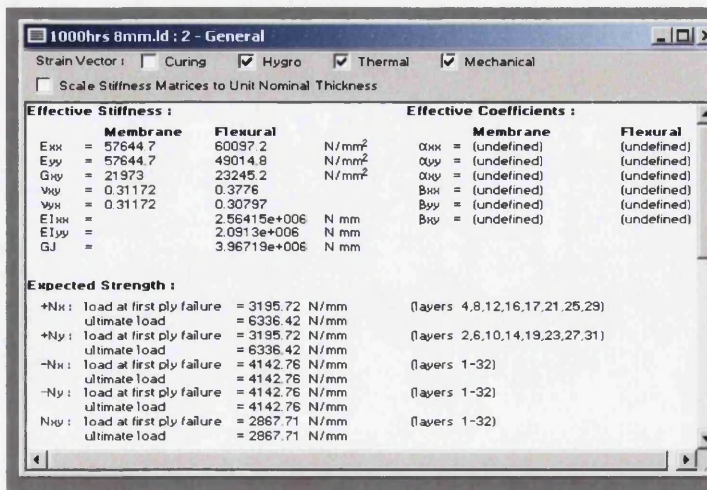 1000hrs 8mm.ld : 2 - General
Strain Vector : Curing Hygro Thermal Mechanical
Scale Stiffness Matrices to Unit Nominal Thickness
Effective Stiffness : Effective Coefficients :
Membrane Flexural Membrane Flexural
Exx = 57644.7 60097.2 N/mm² αxx = (undefined) (undefined)
Eyy = 57644.7 49014.8 N/mm² αyy = (undefined) (undefined)
Gxy = 21973 23245.2 N/mm² αxy = (undefined) (undefined)
νxy = 0.31172 0.3776 βxx = (undefined) (undefined)
νyx = 0.31172 0.30797 βyy = (undefined) (undefined)
EIxx = 2.56415e+006 N mm βxy = (undefined) (undefined)
EIyy = 2.0913e+006 N mm
GJ = 3.96719e+006 N mm
Expected Strength :
+Nx : load at first ply failure = 3195.72 N/mm (layers 4,8,12,16,17,21,25,29)
ultimate load = 6336.42 N/mm
+Ny : load at first ply failure = 3195.72 N/mm (layers 2,6,10,14,19,23,27,31)
ultimate load = 6336.42 N/mm
-Nx : load at first ply failure = 4142.76 N/mm (layers 1-32)
ultimate load = 4142.76 N/mm
-Ny : load at first ply failure = 4142.76 N/mm (layers 1-32)
ultimate load = 4142.76 N/mm
Nxy : load at first ply failure = 2867.71 N/mm (layers 1-32)
ultimate load = 2867.71 N/mm